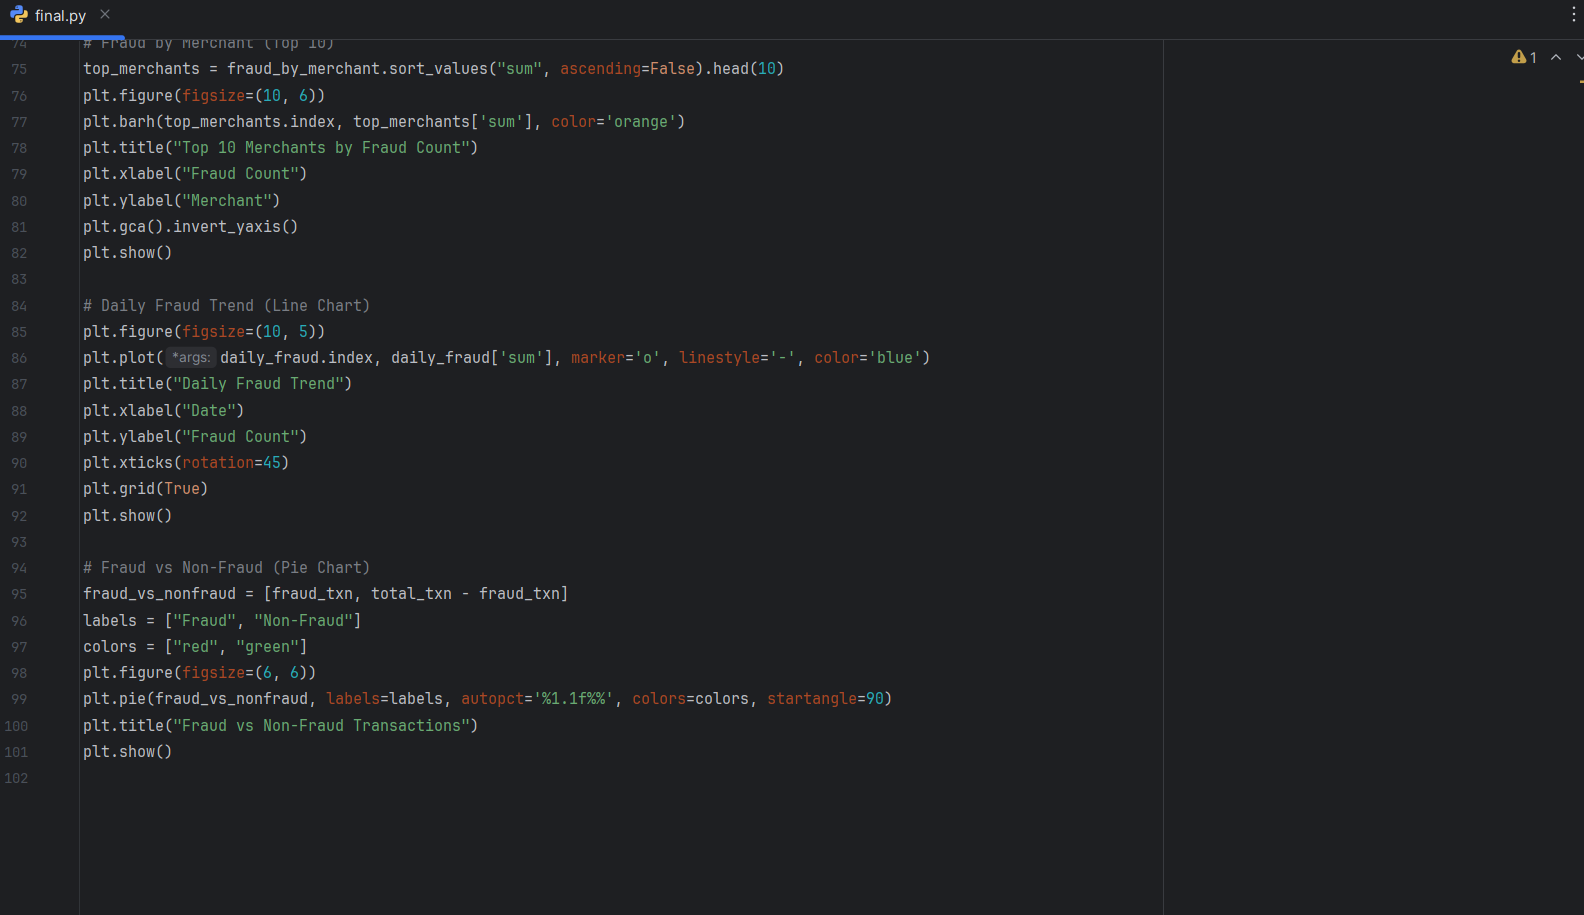 final.py
1
74 # Fraud by Merchant (Top 10)
75 top_merchants = fraud_by_merchant.sort_values("sum", ascending=False).head(10)
76 plt.figure(figsize=(10, 6))
77 plt.barh(top_merchants.index, top_merchants['sum'], color='orange')
78 plt.title("Top 10 Merchants by Fraud Count")
79 plt.xlabel("Fraud Count")
80 plt.ylabel("Merchant")
81 plt.gca().invert_yaxis()
82 plt.show()
83
84 # Daily Fraud Trend (Line Chart)
85 plt.figure(figsize=(10, 5))
86 plt.plot( *args: daily_fraud.index, daily_fraud['sum'], marker='o', linestyle='-', color='blue')
87 plt.title("Daily Fraud Trend")
88 plt.xlabel("Date")
89 plt.ylabel("Fraud Count")
90 plt.xticks(rotation=45)
91 plt.grid(True)
92 plt.show()
93
94 # Fraud vs Non-Fraud (Pie Chart)
95 fraud_vs_nonfraud = [fraud_txn, total_txn - fraud_txn]
96 labels = ["Fraud", "Non-Fraud"]
97 colors = ["red", "green"]
98 plt.figure(figsize=(6, 6))
99 plt.pie(fraud_vs_nonfraud, labels=labels, autopct='%1.1f%%', colors=colors, startangle=90)
100 plt.title("Fraud vs Non-Fraud Transactions")
101 plt.show()
102